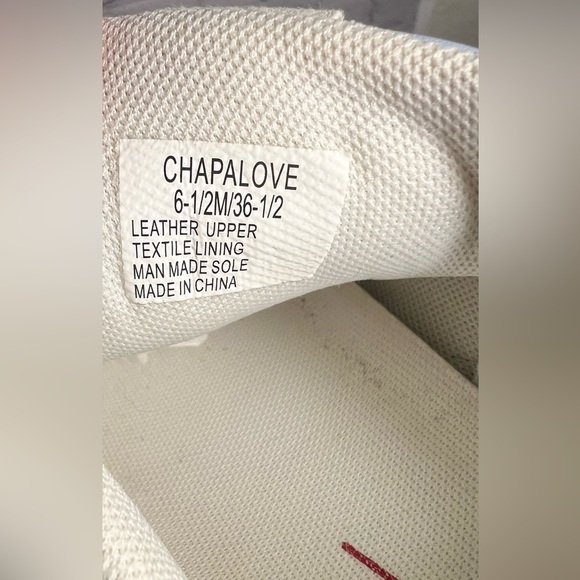 CHAPALOVE
6-1/2M/36-1/2
LEATHER UPPER
TEXTILE LINING
MAN MADE SOLE
MADE IN CHINA